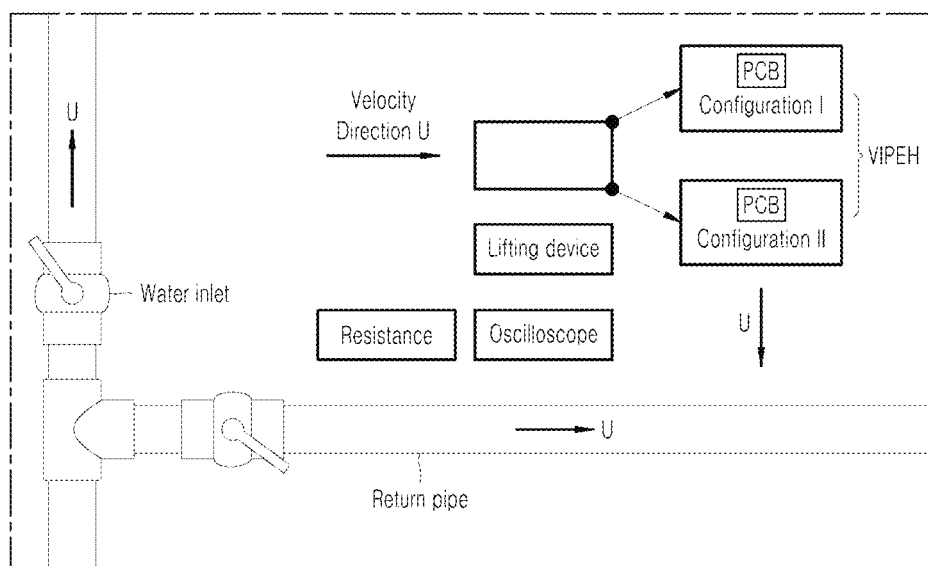 U
Velocity
Direction U
PCB
Configuration I
VIPEH
PCB
Configuration II
Lifting device
Water inlet
Resistance
Oscilloscope
U
U
Return pipe